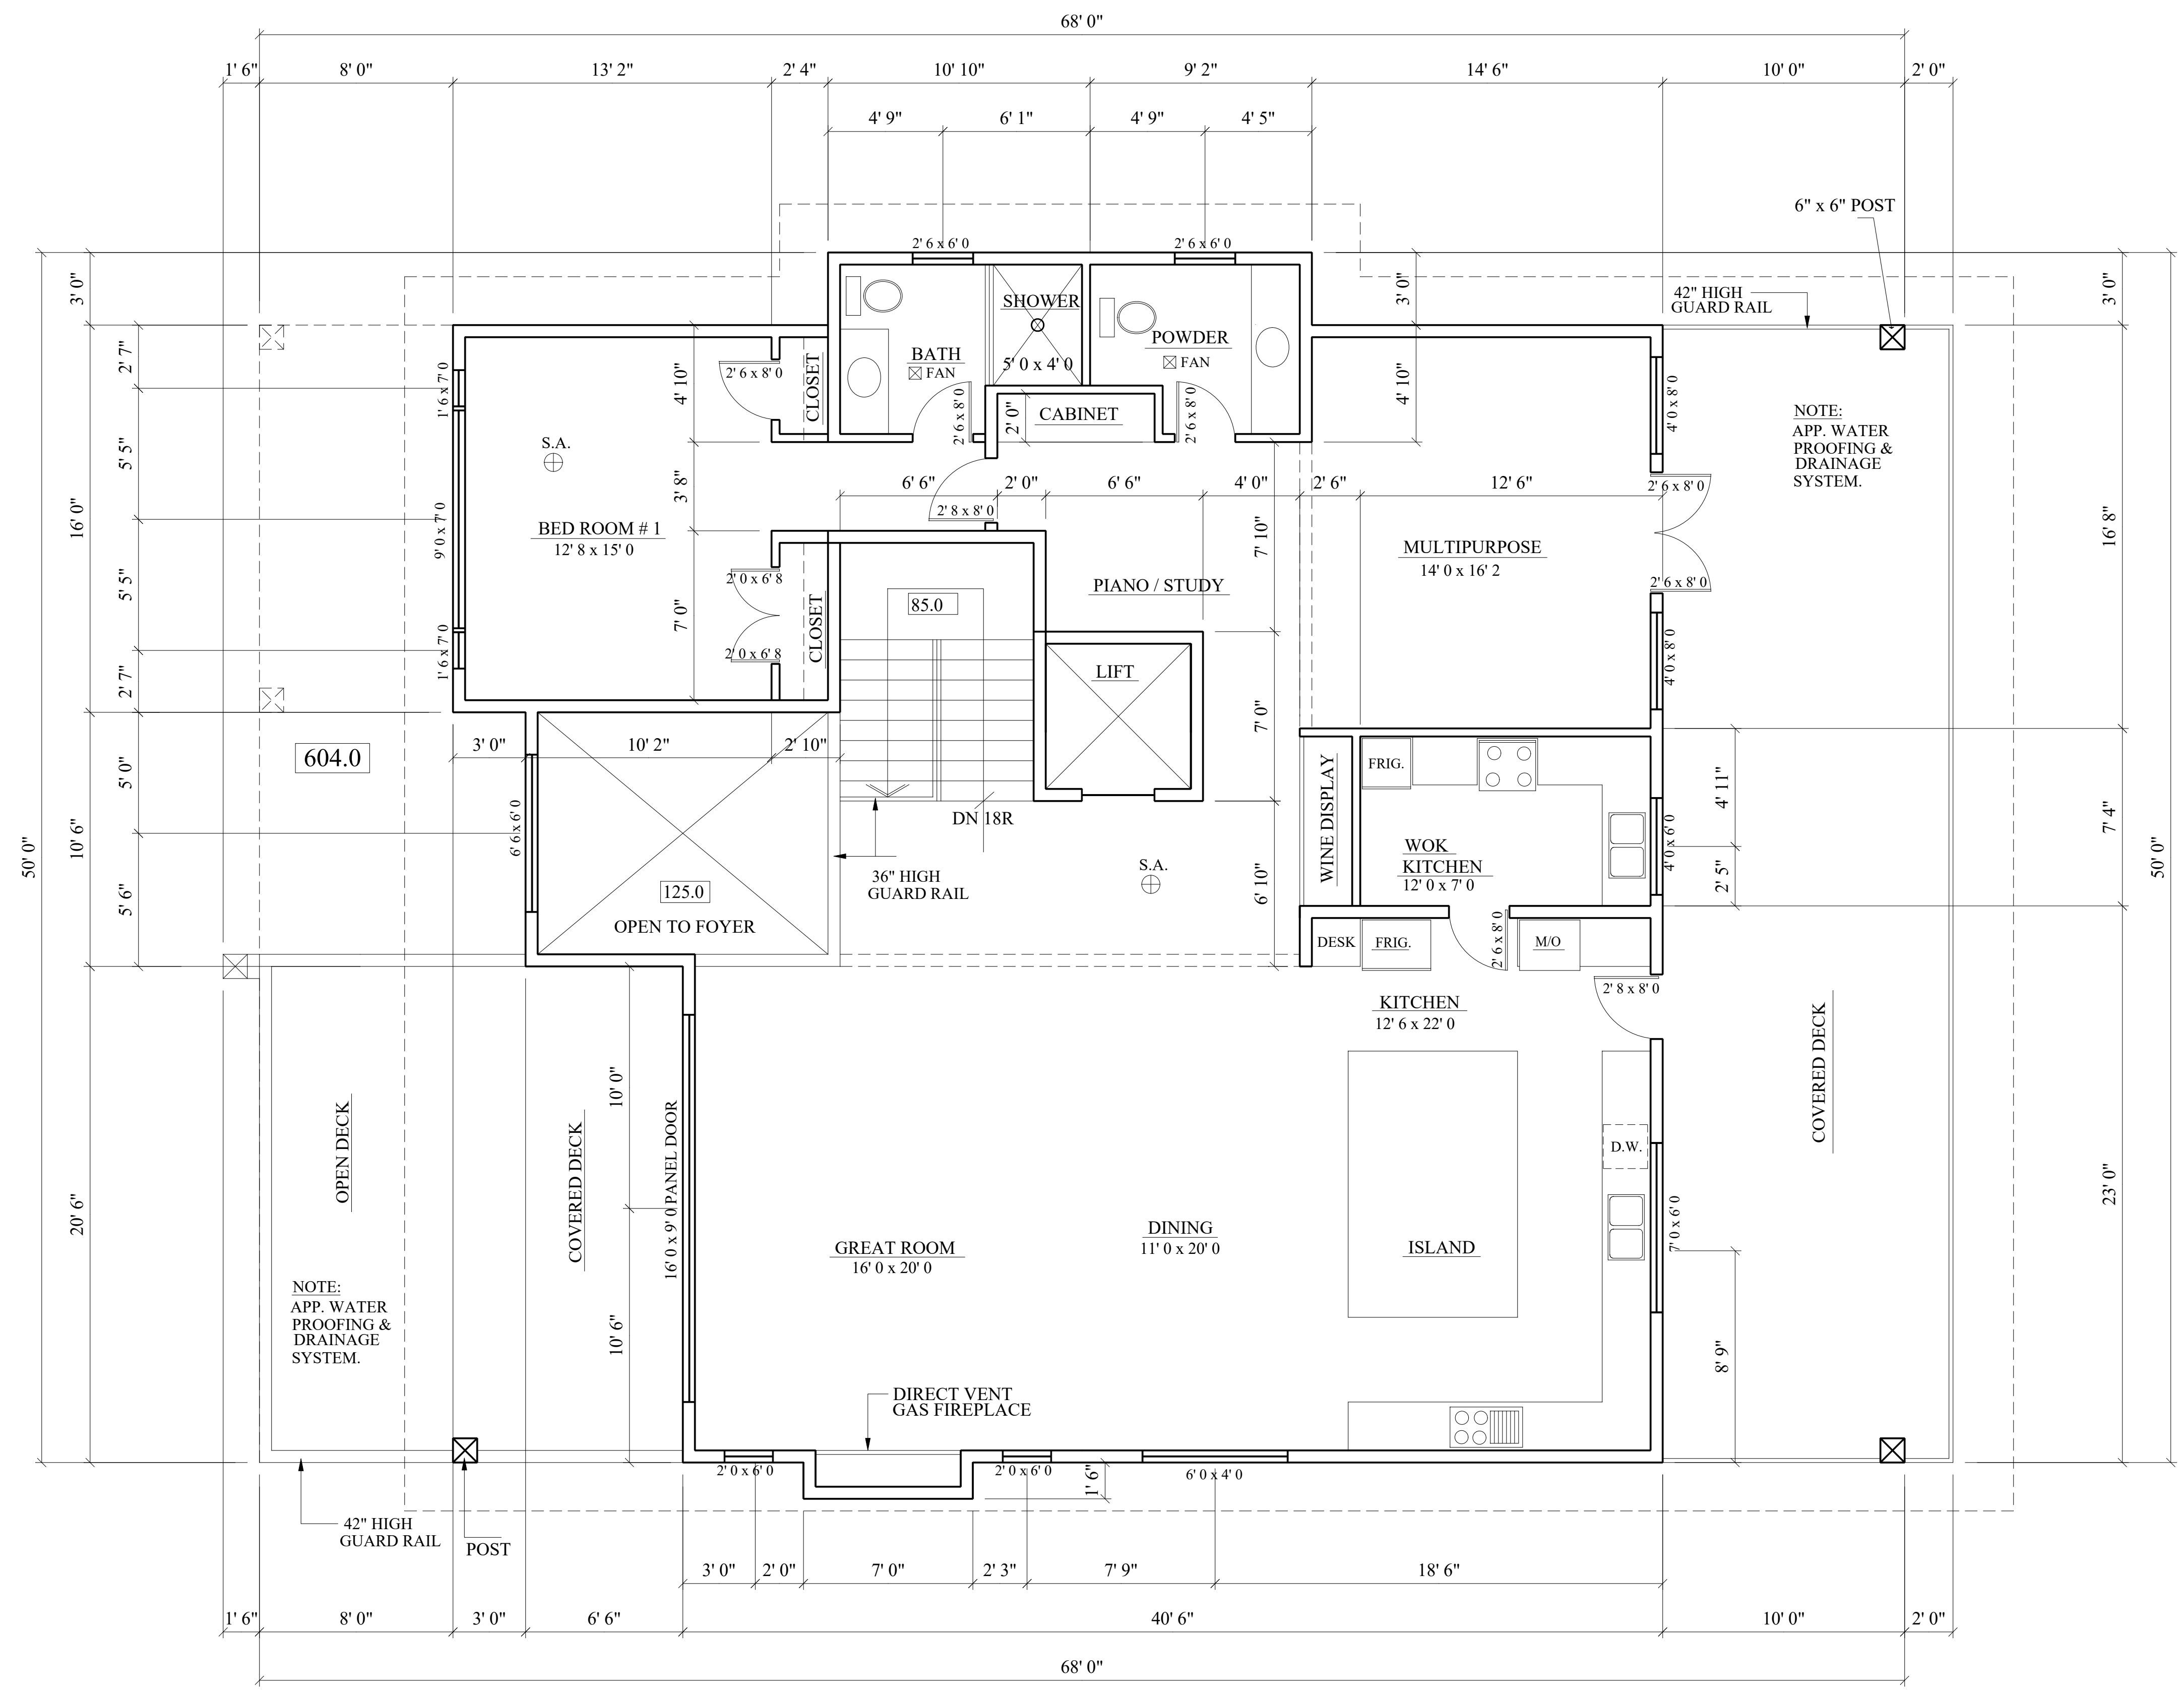 68' 0"
1' 6" 8' 0" 13' 2" 2' 4" 10' 10" 9' 2" 14' 6" 10' 0" 2' 0"
4' 9" 6' 1" 4' 9" 4' 5"
6" x 6" POST
2' 6 x 6' 0
2' 6 x 6' 0
3' 0"
3' 0"
3' 0"
42" HIGH
GUARD RAIL
SHOWER
5' 0 x 4' 0
BATH
FAN
POWDER
FAN
2' 7"
1' 6 x 7' 0
4' 10"
2' 6 x 8' 0
CLOSET
2' 6 x 8' 0
2' 0"
CABINET
2' 6 x 8' 0
4' 10"
4' 0 x 8' 0
NOTE:
APP. WATER
PROOFING &
DRAINAGE
SYSTEM.
5' 5"
S.A.
16' 0"
3' 8"
6' 6" 2' 0" 6' 6" 4' 0" 2' 6" 12' 6"
2' 6 x 8' 0
2' 8 x 8' 0
9' 0 x 7' 0
BED ROOM # 1
12' 8 x 15' 0
7' 10"
MULTIPURPOSE
14' 0 x 16' 2
16' 8"
5' 5"
2' 0 x 6' 8
PIANO / STUDY
2' 6 x 8' 0
85.0
7' 0"
CLOSET
2' 0 x 6' 8
1' 6 x 7' 0
4' 0 x 8' 0
LIFT
2' 7"
7' 0"
3' 0" 10' 2" 2' 10"
604.0
5' 0"
FRIG.
4' 11"
WINE DISPLAY
DN 18R
6' 6 x 6' 0
10' 6"
7' 4"
50' 0"
50' 0"
WOK
KITCHEN
12' 0 x 7' 0
4' 0 x 6' 0
S.A.
36" HIGH
GUARD RAIL
125.0
OPEN TO FOYER
5' 6"
6' 10"
2' 5"
DESK
FRIG.
2' 6 x 8' 0
M/O
2' 8 x 8' 0
KITCHEN
12' 6 x 22' 0
COVERED DECK
10' 0"
OPEN DECK
COVERED DECK
16' 0 x 9' 0 PANEL DOOR
D.W.
20' 6"
23' 0"
7' 0 x 6' 0
GREAT ROOM
16' 0 x 20' 0
DINING
11' 0 x 20' 0
ISLAND
NOTE:
APP. WATER
PROOFING &
DRAINAGE
SYSTEM.
10' 6"
8' 9"
DIRECT VENT
GAS FIREPLACE
2' 0 x 6' 0
2' 0 x 6' 0
6' 0 x 4' 0
1' 6"
42" HIGH
GUARD RAIL
POST
3' 0" 2' 0" 7' 0" 2' 3" 7' 9" 18' 6"
1' 6" 8' 0" 3' 0" 6' 6" 40' 6" 10' 0" 2' 0"
68' 0"